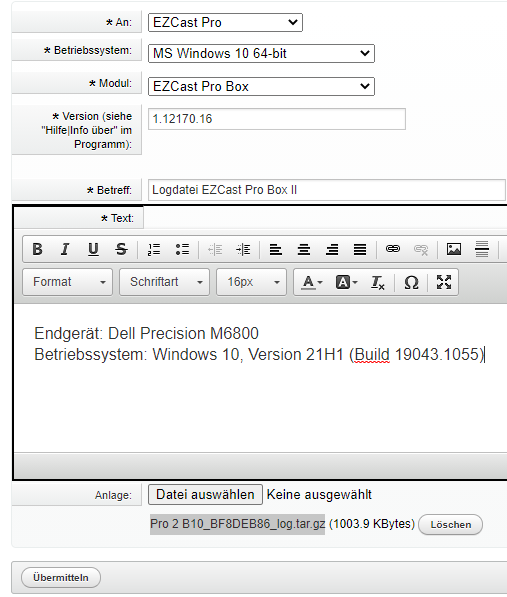 * An: EZCast Pro
* Betriebssystem: MS Windows 10 64-bit
* Modul: EZCast Pro Box
* Version (siehe 1.12170.16
"Hilfe|Info über" im
Programm):
* Betreff: Logdatei EZCast Pro Box II
* Text:
B I U S
Format Schriftart 16px A A Tx Ω
Endgerät: Dell Precision M6800
Betriebssystem: Windows 10, Version 21H1 (Build 19043.1055)
Anlage: Datei auswählen Keine ausgewählt
Pro 2 B10_BF8DEB86_log.tar.gz (1003.9 KBytes) Löschen
Übermitteln